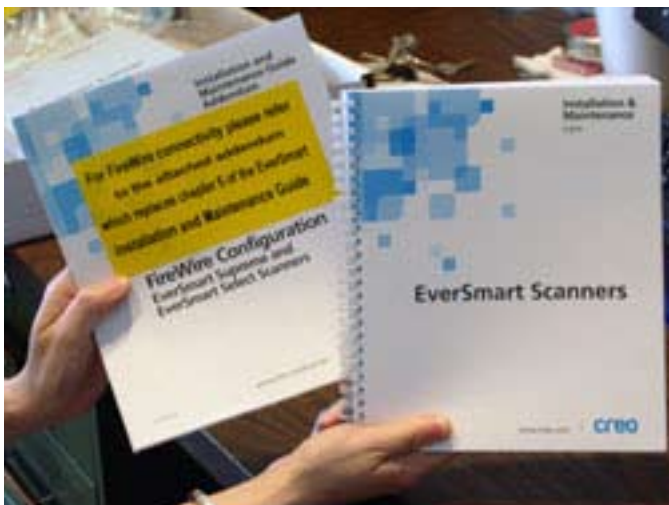 Installation and
Maintenance Guide
Addendum
For FireWire connectivity please refer
to the attached addendum
which replaces chapter 5 of the EverSmart
Installation and Maintenance Guide
FireWire Configuration
EverSmart Supreme and
EverSmart Select Scanners
Installation &
Maintenance
EverSmart Scanners
creo